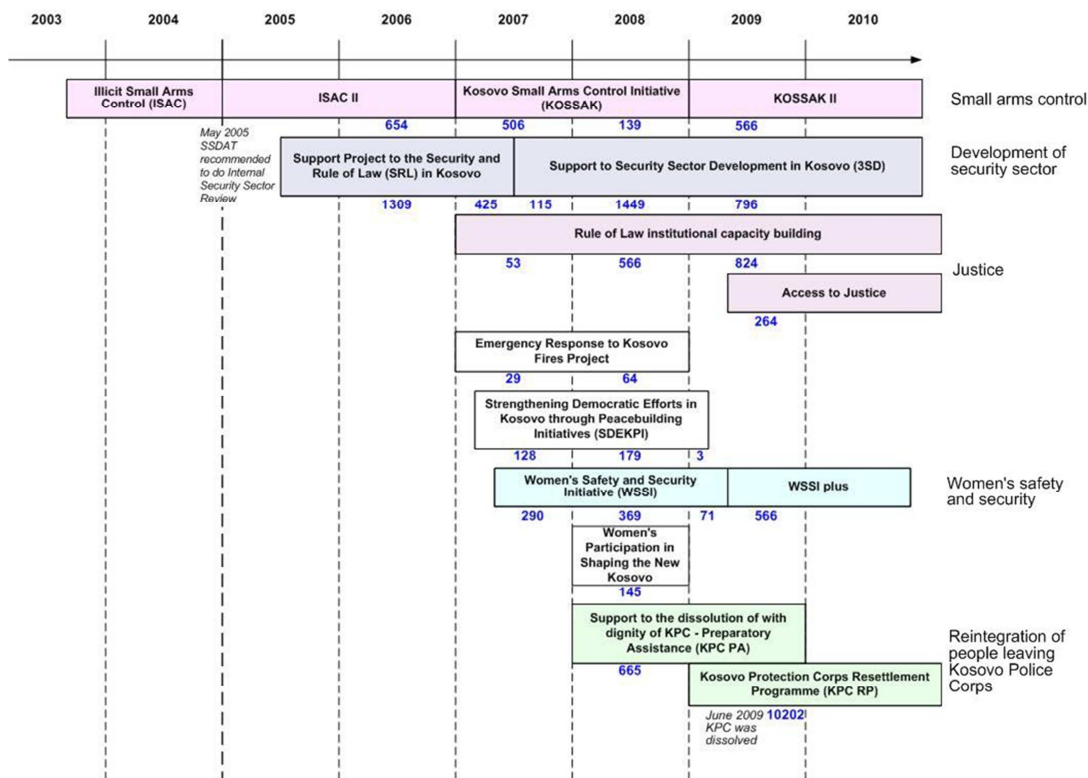 2003 2004 2005 2006 2007 2008 2009 2010
Illicit Small Arms
Control (ISAC)
ISAC II
Kosovo Small Arms Control Initiative
(KOSSAK)
KOSSAK II
Small arms control
654 506 139 566
May 2005
SSDAT
recommended
to do Internal
Security Sector
Review
Support Project to the Security and
Rule of Law (SRL) in Kosovo
Support to Security Sector Development in Kosovo (3SD)
Development of
security sector
1309 425 115 1449 796
Rule of Law institutional capacity building
53 566 824
Justice
Access to Justice
264
Emergency Response to Kosovo
Fires Project
29 64
Strengthening Democratic Efforts in
Kosovo through Peacebuilding
Initiatives (SDEKPI)
128 179 3
Women's Safety and Security
Initiative (WSSI)
WSSI plus
Women's safety
and security
290 369 71 566
Women's
Participation in
Shaping the New
Kosovo
145
Support to the dissolution of with
dignity of KPC - Preparatory
Assistance (KPC PA)
665
Reintegration of
people leaving
Kosovo Police
Corps
Kosovo Protection Corps Resettlement
Programme (KPC RP)
June 2009 10202
KPC was
dissolved